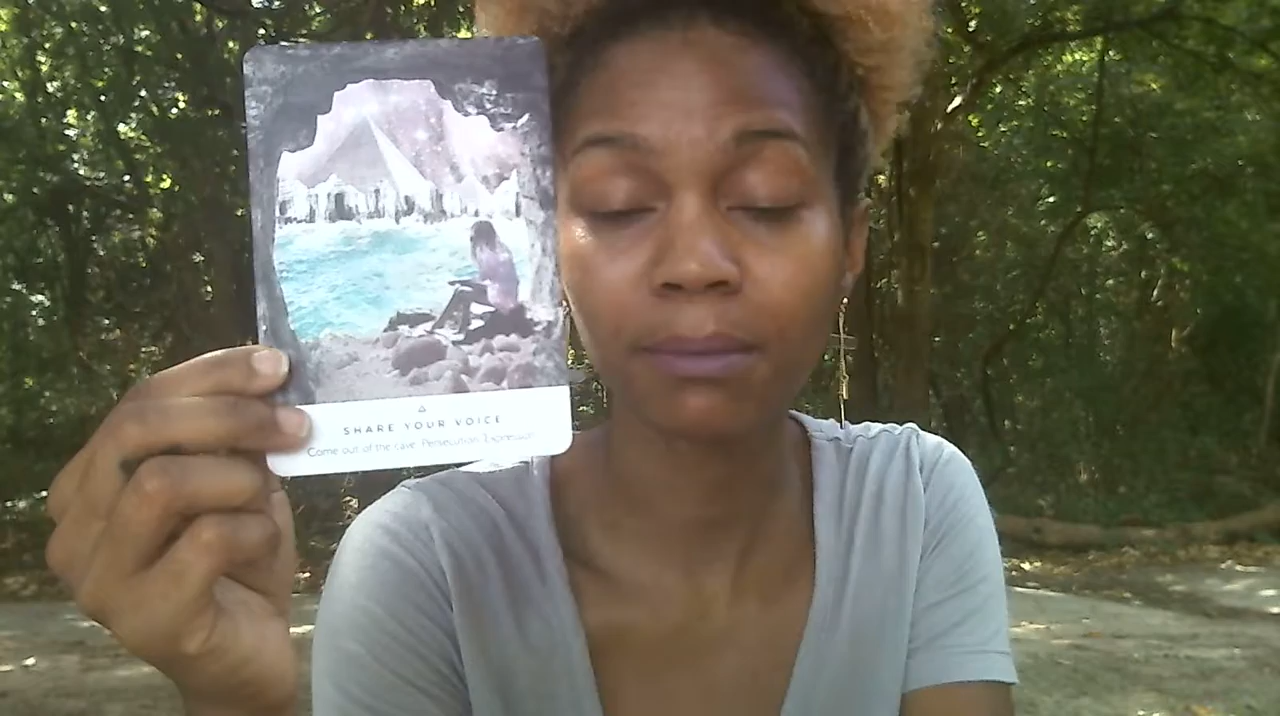 SHARE YOUR VOICE
Come out of the cave. Persecution. Expression.